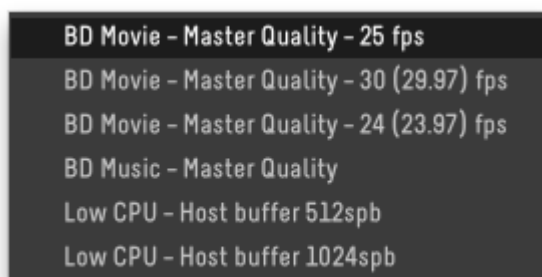 BD Movie – Master Quality – 25 fps
BD Movie – Master Quality – 30 (29.97) fps
BD Movie – Master Quality – 24 (23.97) fps
BD Music – Master Quality
Low CPU – Host buffer 512spb
Low CPU – Host buffer 1024spb